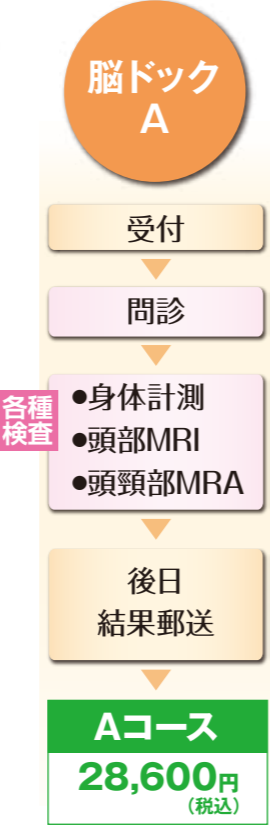 脳ドック
A
受付
問診
各種
検査
●身体計測
●頭部MRI
●頭頸部MRA
後日
結果郵送
Aコース
28,600円
（税込）